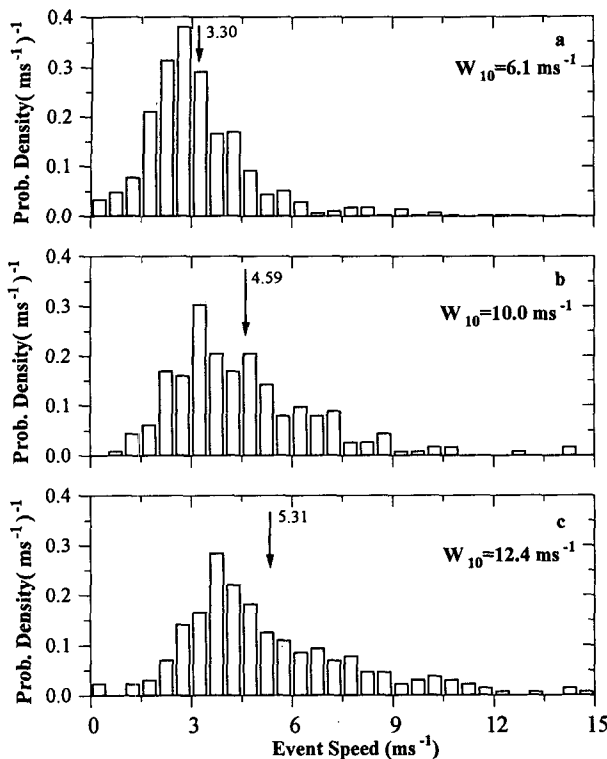 0.4
0.3
0.2
0.1
0.0
Prob. Density( ms⁻¹)⁻¹
3.30
a
W₁₀=6.1 ms⁻¹
0.4
0.3
0.2
0.1
0.0
Prob. Density( ms⁻¹)⁻¹
4.59
b
W₁₀=10.0 ms⁻¹
0.4
0.3
0.2
0.1
0.0
Prob. Density( ms⁻¹)⁻¹
5.31
c
W₁₀=12.4 ms⁻¹
0 3 6 9 12 15
Event Speed (ms⁻¹)